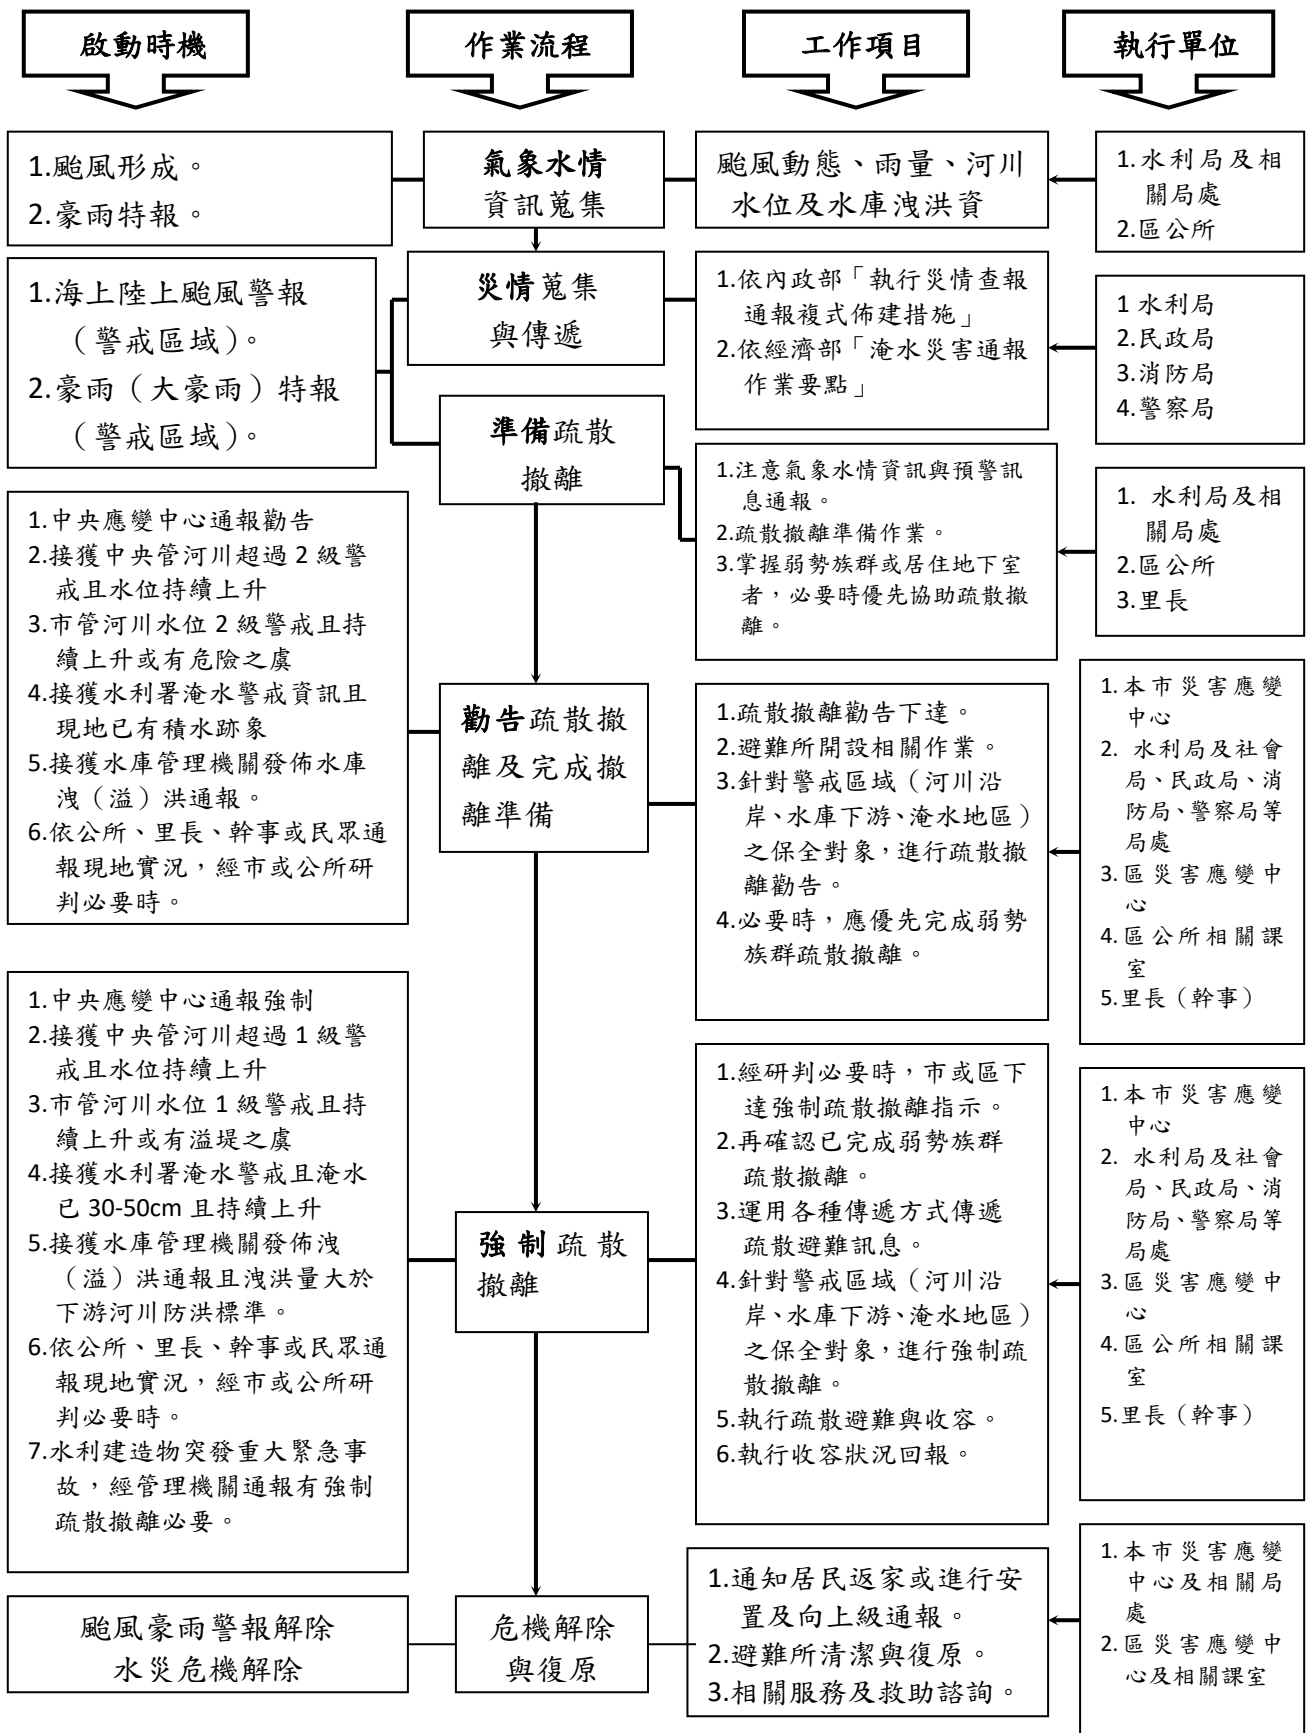 啟動時機
作業流程
工作項目
執行單位
1.颱風形成。
2.豪雨特報。
氣象水情
資訊蒐集
颱風動態、雨量、河川
水位及水庫洩洪資
1.水利局及相
關局處
2.區公所
1.海上陸上颱風警報
（警戒區域）。
2.豪雨（大豪雨）特報
（警戒區域）。
災情蒐集
與傳遞
1.依內政部「執行災情查報
通報複式佈建措施」
2.依經濟部「淹水災害通報
作業要點」
1 水利局
2.民政局
3.消防局
4.警察局
準備疏散
撤離
1.注意氣象水情資訊與預警訊
息通報。
2.疏散撤離準備作業。
3.掌握弱勢族群或居住地下室
者，必要時優先協助疏散撤
離。
1. 水利局及相
關局處
2.區公所
3.里長
1.中央應變中心通報勸告
2.接獲中央管河川超過 2 級警
戒且水位持續上升
3.市管河川水位 2 級警戒且持
續上升或有危險之虞
4.接獲水利署淹水警戒資訊且
現地已有積水跡象
5.接獲水庫管理機關發佈水庫
洩（溢）洪通報。
6.依公所、里長、幹事或民眾通
報現地實況，經市或公所研
判必要時。
勸告疏散撤
離及完成撤
離準備
1.疏散撤離勸告下達。
2.避難所開設相關作業。
3.針對警戒區域（河川沿
岸、水庫下游、淹水地區）
之保全對象，進行疏散撤
離勸告。
4.必要時，應優先完成弱勢
族群疏散撤離。
1.本市災害應變
中心
2. 水利局及社會
局、民政局、消
防局、警察局等
局處
3.區災害應變中
心
4.區公所相關課
室
5.里長（幹事）
1.中央應變中心通報強制
2.接獲中央管河川超過 1 級警
戒且水位持續上升
3.市管河川水位 1 級警戒且持
續上升或有溢堤之虞
4.接獲水利署淹水警戒且淹水
已 30-50cm 且持續上升
5.接獲水庫管理機關發佈洩
（溢）洪通報且洩洪量大於
下游河川防洪標準。
6.依公所、里長、幹事或民眾通
報現地實況，經市或公所研
判必要時。
7.水利建造物突發重大緊急事
故，經管理機關通報有強制
疏散撤離必要。
強制疏散
撤離
1.經研判必要時，市或區下
達強制疏散撤離指示。
2.再確認已完成弱勢族群
疏散撤離。
3.運用各種傳遞方式傳遞
疏散避難訊息。
4.針對警戒區域（河川沿
岸、水庫下游、淹水地區）
之保全對象，進行強制疏
散撤離。
5.執行疏散避難與收容。
6.執行收容狀況回報。
1.本市災害應變
中心
2. 水利局及社會
局、民政局、消
防局、警察局等
局處
3.區災害應變中
心
4.區公所相關課
室
5.里長（幹事）
颱風豪雨警報解除
水災危機解除
危機解除
與復原
1.通知居民返家或進行安
置及向上級通報。
2.避難所清潔與復原。
3.相關服務及救助諮詢。
1.本市災害應變
中心及相關局
處
2.區災害應變中
心及相關課室